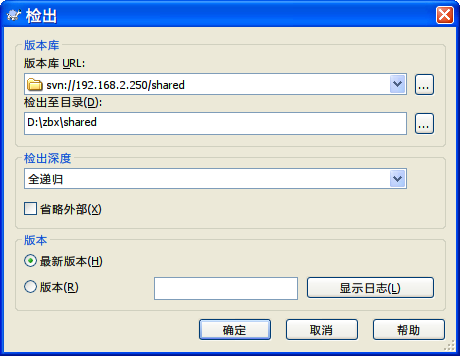 检出
版本库
版本库 URL:
svn://192.168.2.250/shared
...
检出至目录(D):
D:\zbx\shared
...
检出深度
全递归
省略外部(X)
版本
最新版本(H)
版本(R)
显示日志(L)
确定
取消
帮助